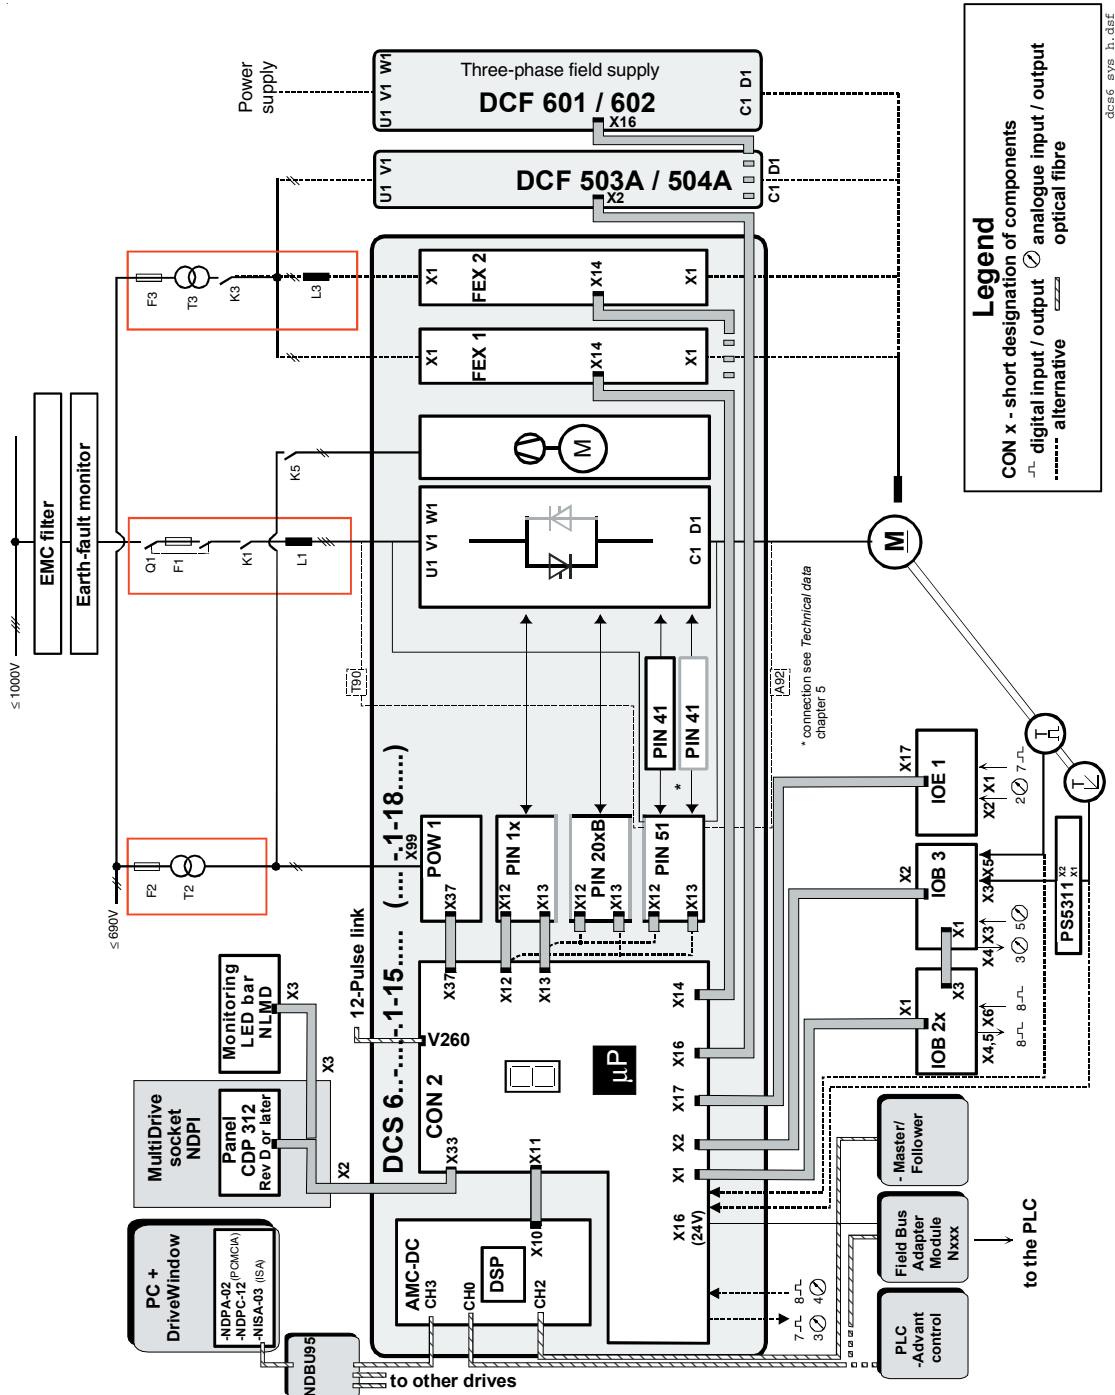 dcs6 sys h.dsf
Power
supply
U1 V1 W1
Three-phase field supply
DCF 601 / 602
X16
C1 D1
U1 V1
DCF 503A / 504A
X2
C1 D1
≤ 1000V
EMC filter
Earth-fault monitor
≤ 690V
F3
T3
K3
L3
Q1
F1
K1
L1
K5
F2
T2
X1
FEX 2
X14
X1
X1
FEX 1
X14
X1
M
U1 V1 W1
C1 D1
T90
A92
* connection see Technical data
chapter 5
PIN 41
PIN 41
*
DCS 6..-.....-.1-15..... (.....-.1-18.....)
X99
POW 1
X37
X37
PIN 1x
X12
X13
X12
X13
PIN 20xB
X12
X13
PIN 51
X12
X13
12-Pulse link
V260
CON 2
µP
X33
X11
X14
X16
X17
X2
X1
X16
(24V)
AMC-DC
DSP
X10
CH3
CH0
CH2
Monitoring
LED bar
NLMD
X3
X3
MultiDrive
socket
NDPI
Panel
CDP 312
Rev D or later
X2
PC +
DriveWindow
-NDPA-02 (PCMCIA)
-NDPC-12
-NISA-03 (ISA)
NDBU95
to other drives
7
8
3
4
M
T
T
X17
IOE 1
X2 X1
2
7
X2
IOB 3
X1
X4 X3
X3 X5
3
5
X1
IOB 2x
X3
X4,5 X6
8
8
PS5311
X2
X1
- Master/
Follower
Field Bus
Adapter
Module
Nxxx
to the PLC
PLC
-Advant
control
Legend
CON x - short designation of components
digital input / output
analogue input / output
alternative
optical fibre